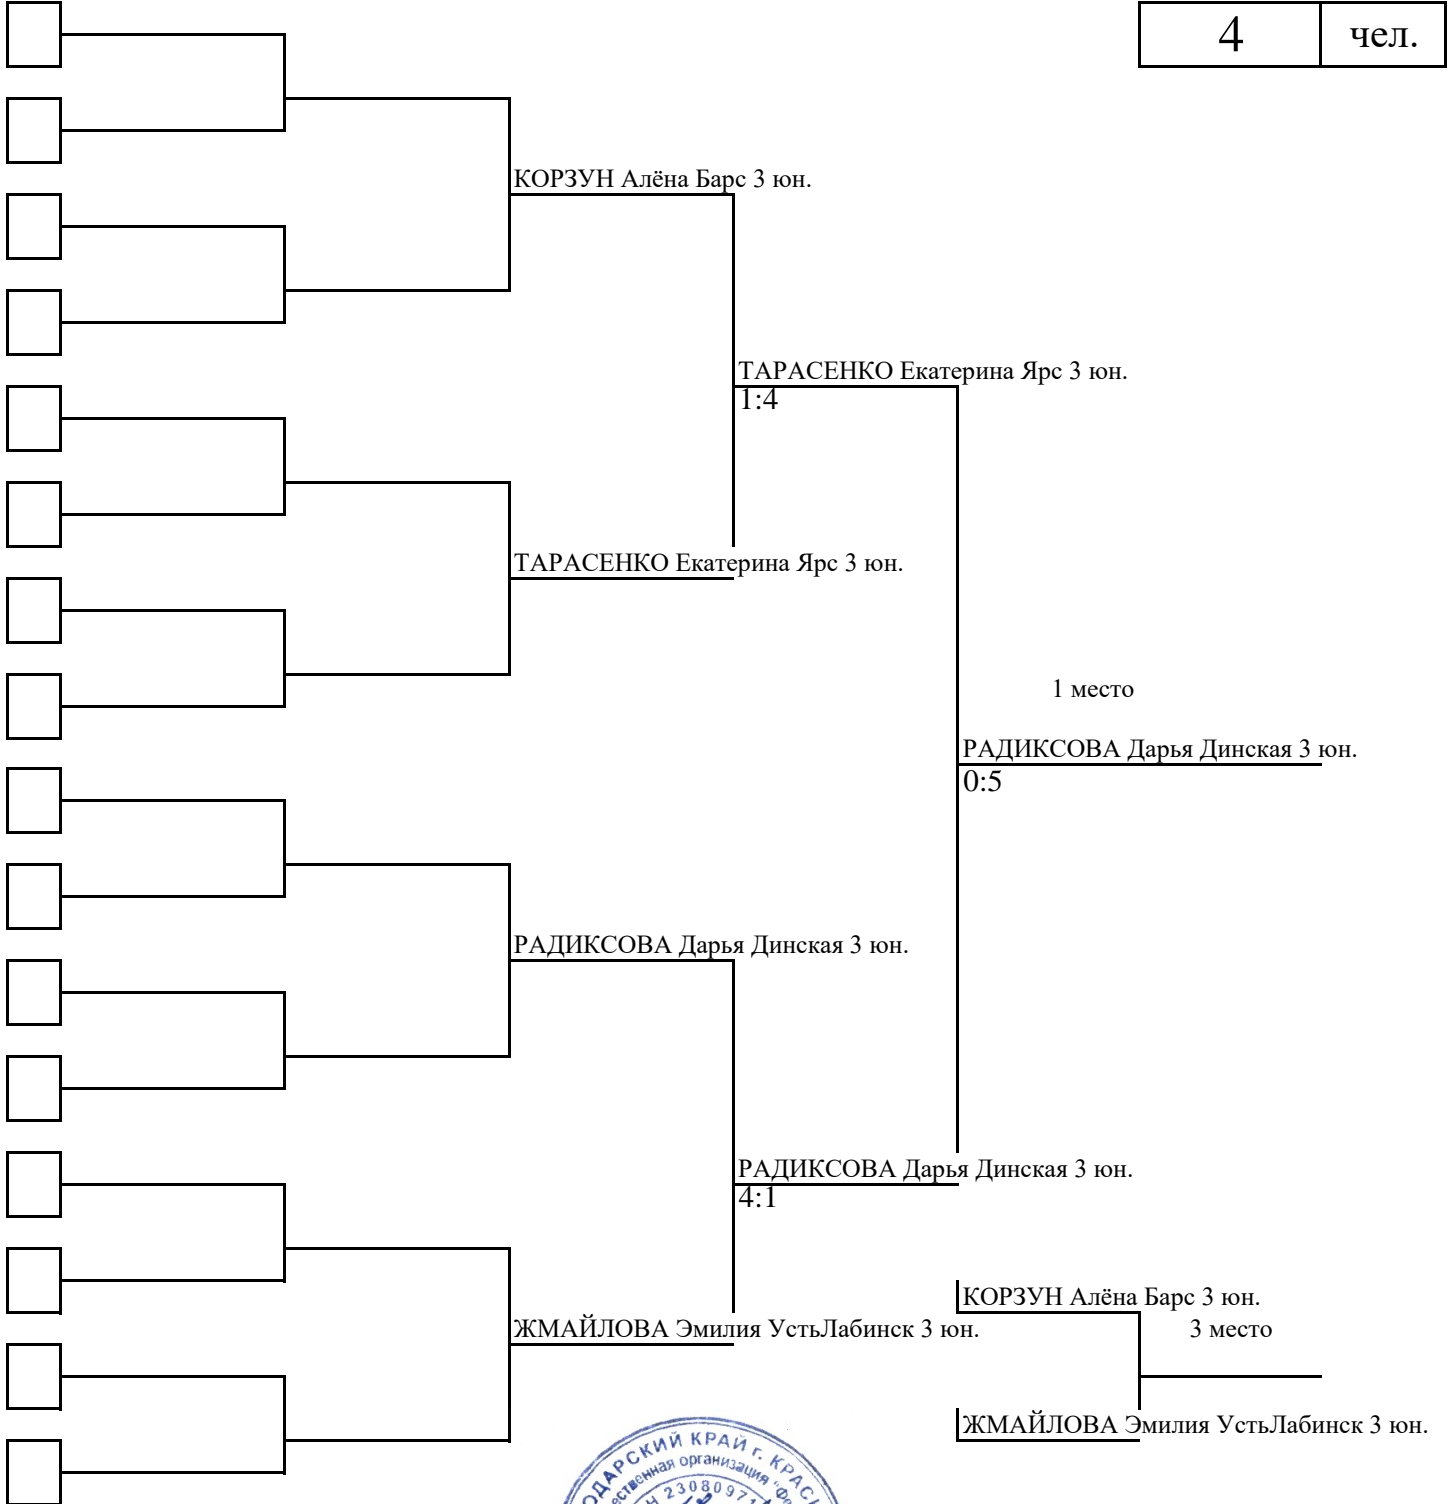 4 чел.
КОРЗУН Алёна Барс 3 юн.
ТАРАСЕНКО Екатерина Ярс 3 юн.
1:4
ТАРАСЕНКО Екатерина Ярс 3 юн.
1 место
РАДИКСОВА Дарья Динская 3 юн.
0:5
РАДИКСОВА Дарья Динская 3 юн.
РАДИКСОВА Дарья Динская 3 юн.
4:1
КОРЗУН Алёна Барс 3 юн.
ЖМАЙЛОВА Эмилия УстьЛабинск 3 юн.
3 место
ЖМАЙЛОВА Эмилия УстьЛабинск 3 юн.
КРАЙ г.
организация